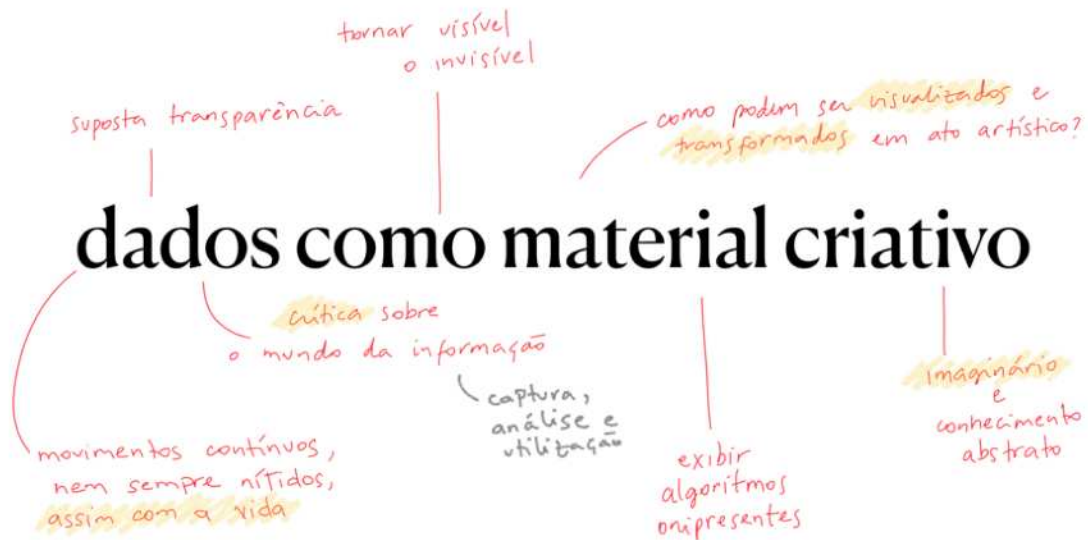 tornar visível
o invisível
suposta transparência
como podem ser visualizados e
transformados em ato artístico?
dados como material criativo
crítica sobre
o mundo da informação
captura,
análise e
utilização
movimentos contínuos,
nem sempre nítidos,
assim com a vida
exibir
algoritmos
onipresentes
imaginário
e
conhecimento
abstrato